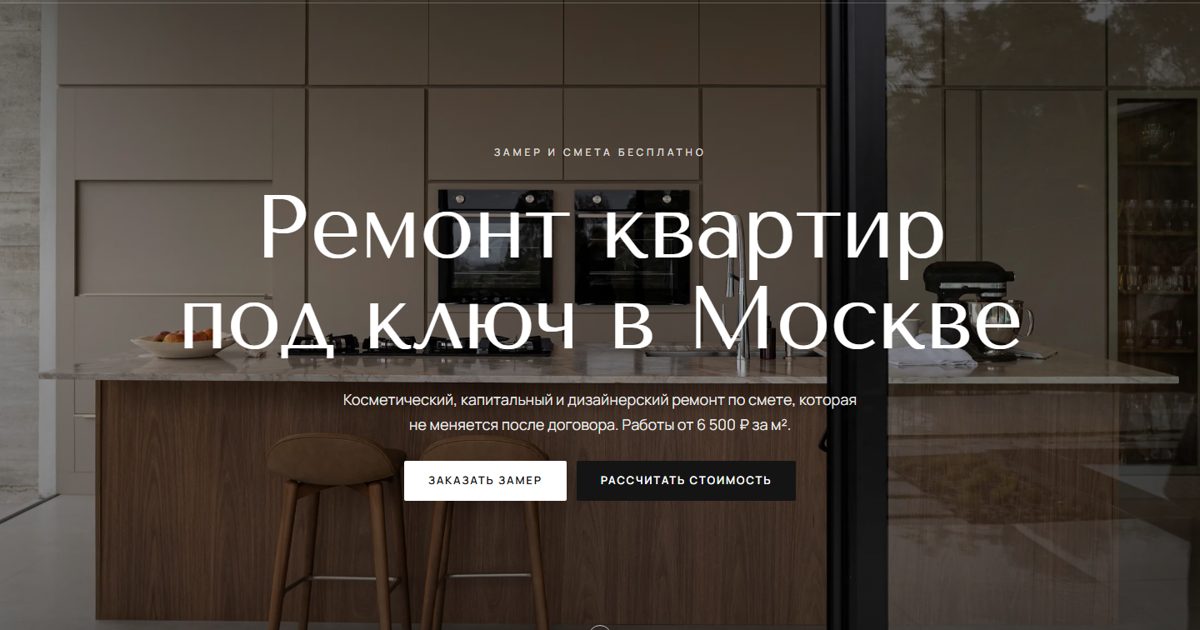 ЗАМЕР И СМЕТА БЕСПЛАТНО
Ремонт квартир
под ключ в Москве
Косметический, капитальный и дизайнерский ремонт по смете, которая
не меняется после договора. Работы от 6 500 ₽ за м².
ЗАКАЗАТЬ ЗАМЕР
РАССЧИТАТЬ СТОИМОСТЬ